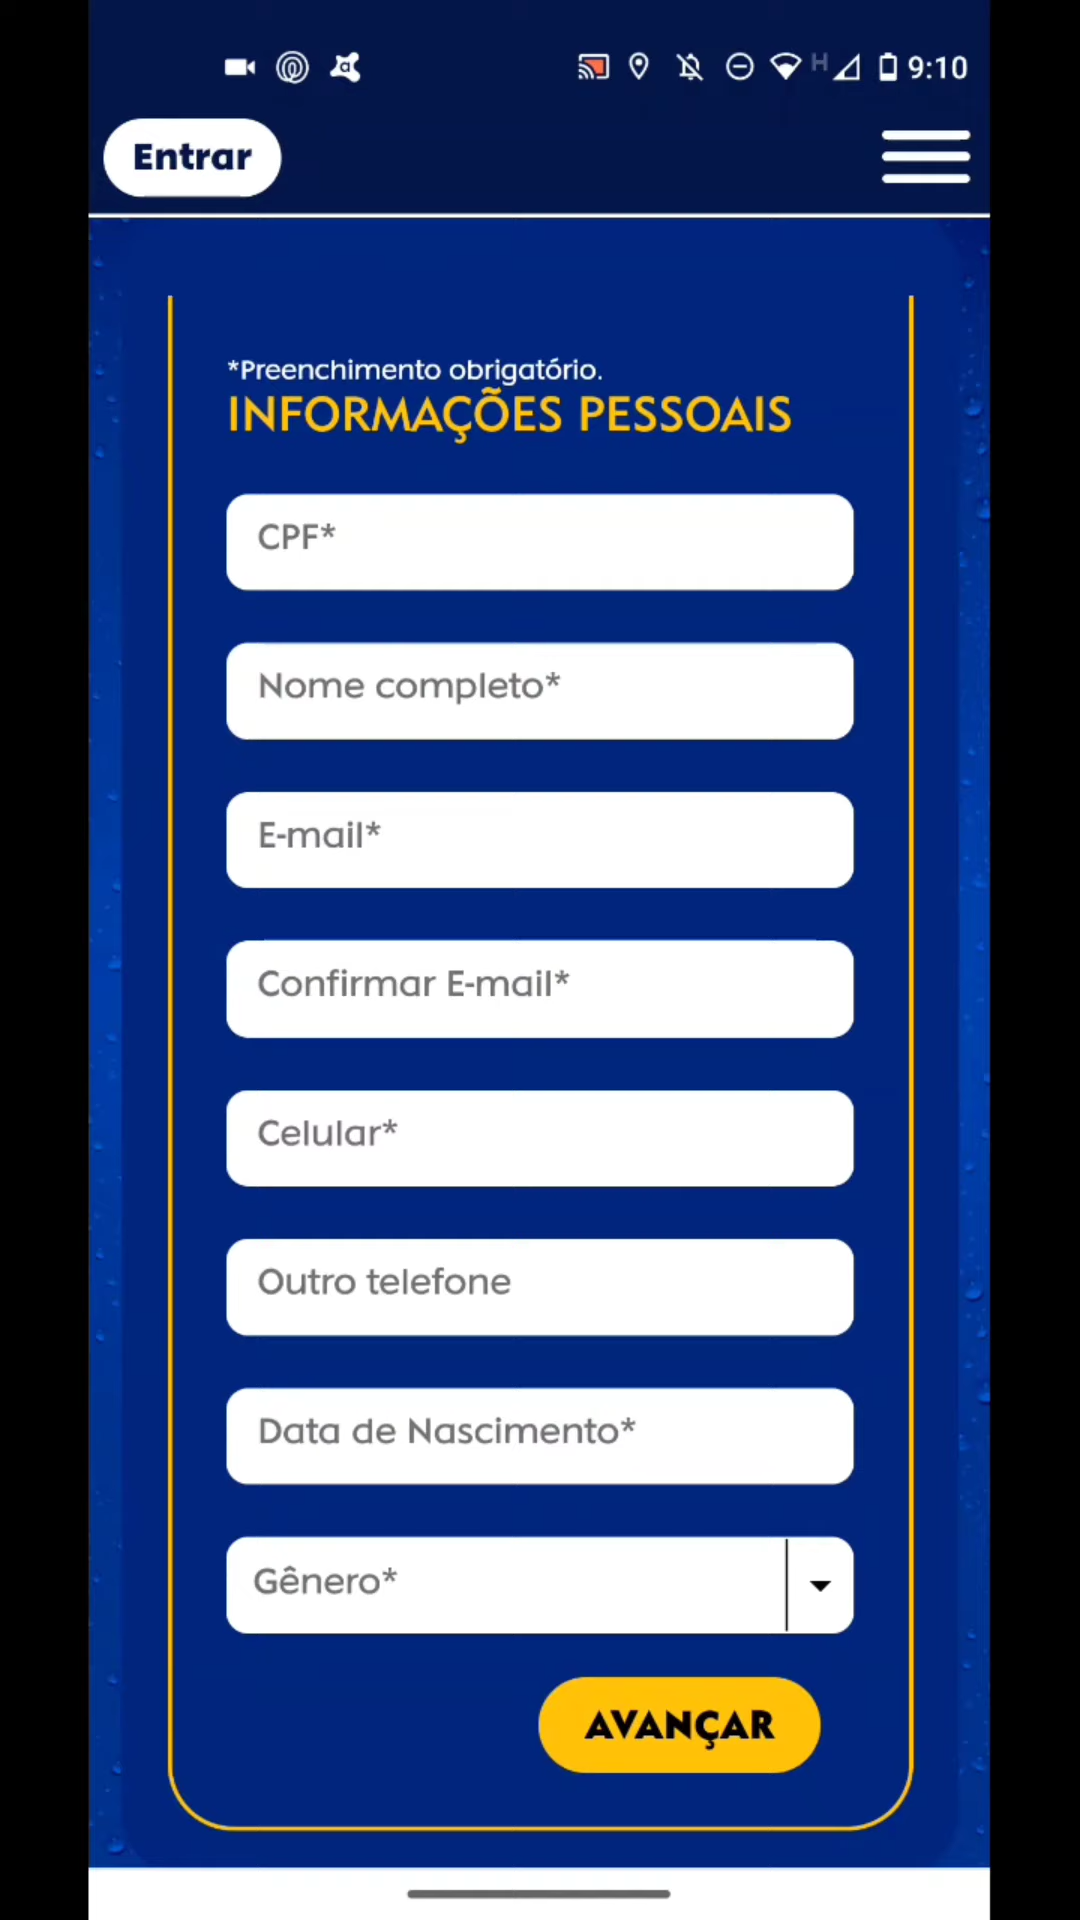 H 9:10
Entrar
*Preenchimento obrigatório.
INFORMAÇÕES PESSOAIS
CPF*
Nome completo*
E-mail*
Confirmar E-mail*
Celular*
Outro telefone
Data de Nascimento*
Gênero*
AVANÇAR